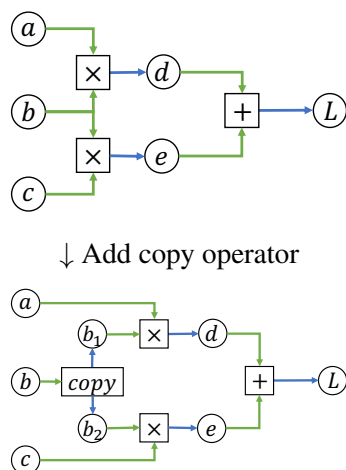 a
× d
b + L
× e
c
↓ Add copy operator
a
b₁ × d
b copy + L
b₂ × e
c